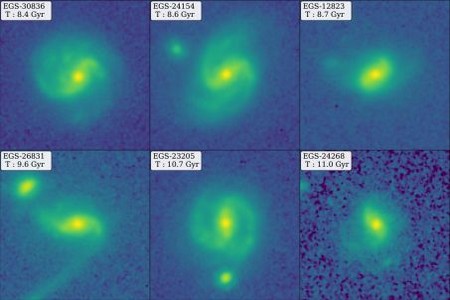 EGS-30836
T : 8.4 Gyr
EGS-24154
T : 8.6 Gyr
EGS-12823
T : 8.7 Gyr
EGS-26831
T : 9.6 Gyr
EGS-23205
T : 10.7 Gyr
EGS-24268
T : 11.0 Gyr